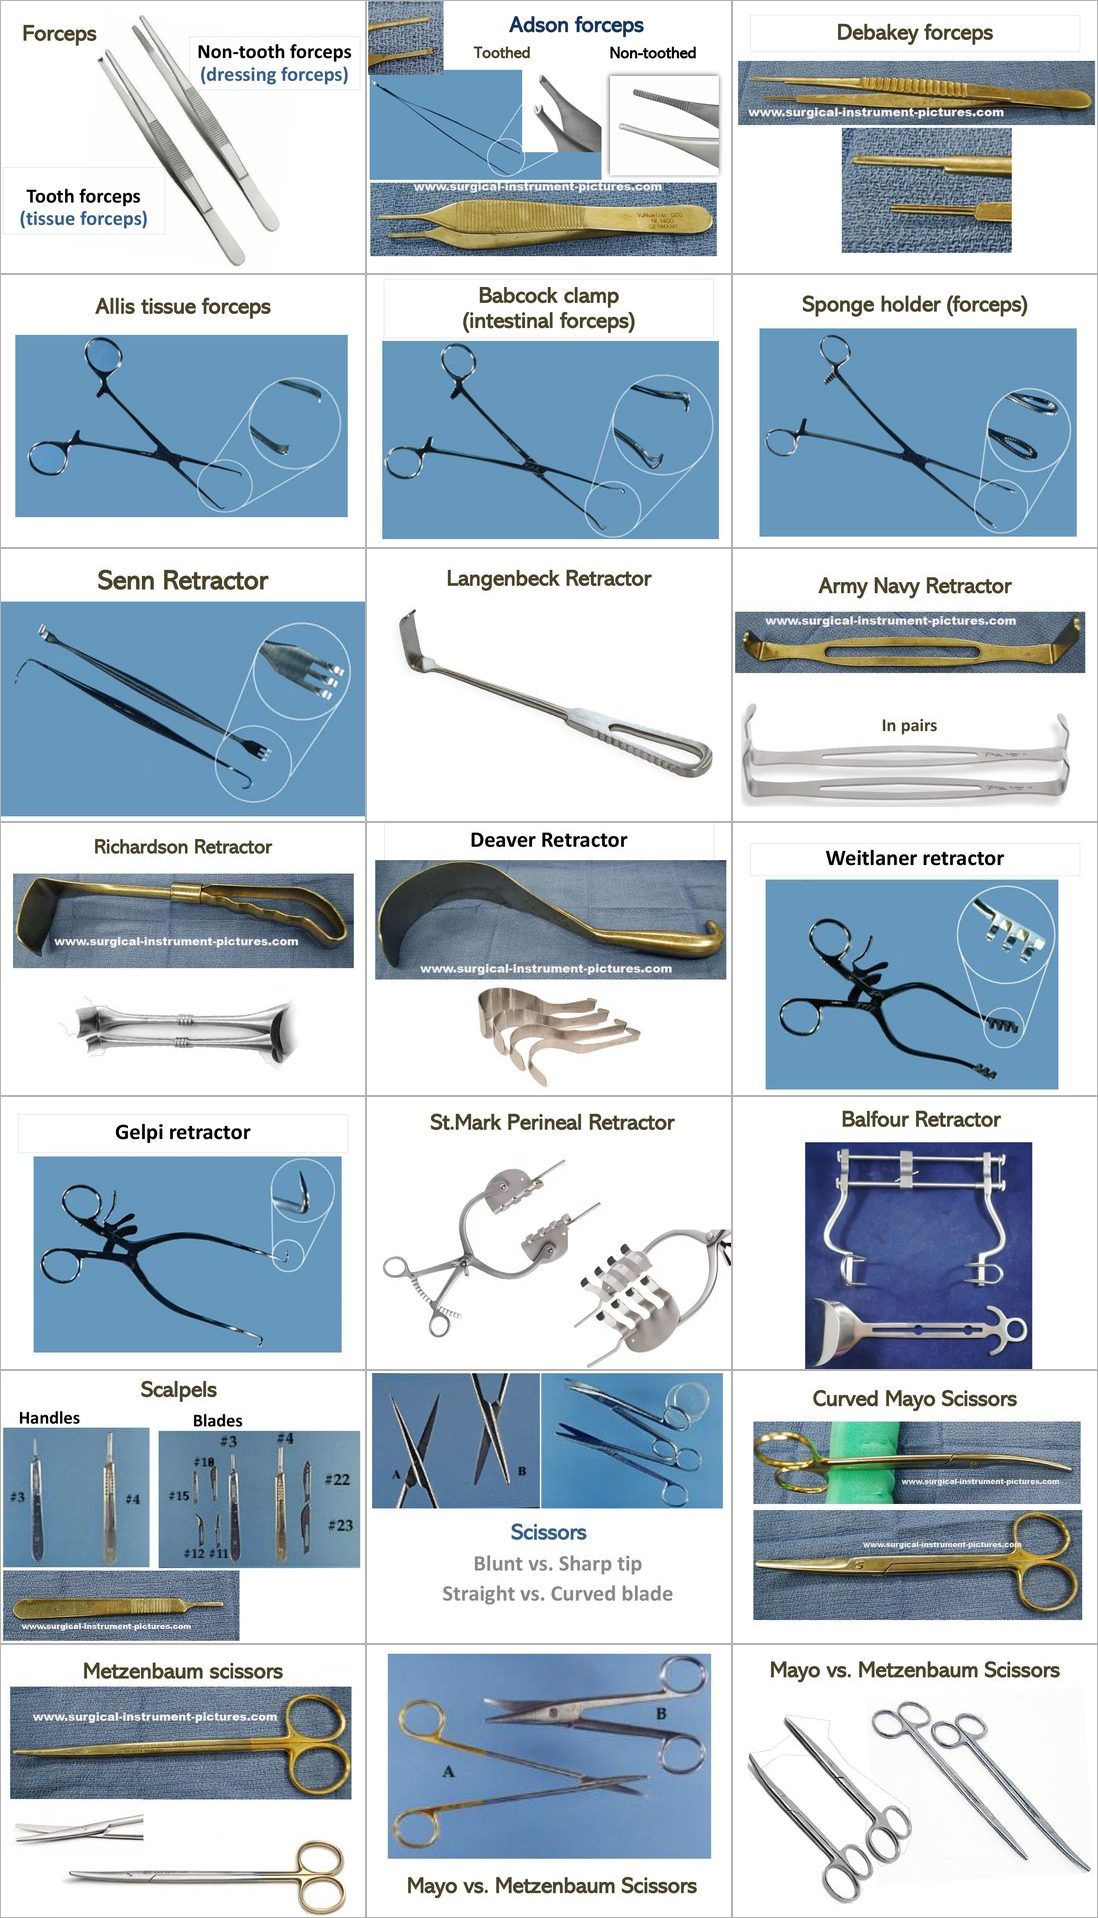 Forceps
Non-tooth forceps
(dressing forceps)
Tooth forceps
(tissue forceps)
Adson forceps
Toothed
Non-toothed
www.surgical-instrument-pictures.com
V.Mueller
GERMANY
Debakey forceps
www.surgical-instrument-pictures.com
Allis tissue forceps
Babcock clamp
(intestinal forceps)
Sponge holder (forceps)
Senn Retractor
Langenbeck Retractor
Army Navy Retractor
www.surgical-instrument-pictures.com
In pairs
Richardson Retractor
www.surgical-instrument-pictures.com
Deaver Retractor
www.surgical-instrument-pictures.com
Weitlaner retractor
Gelpi retractor
St.Mark Perineal Retractor
Balfour Retractor
Scalpels
Handles
Blades
#3
#4
#3
#4
#10
#15
#22
#12
#11
#23
www.surgical-instrument-pictures.com
A
B
Scissors
Blunt vs. Sharp tip
Straight vs. Curved blade
Curved Mayo Scissors
www.surgical-instrument-pictures.com
www.surgical-instrument-pictures.com
Metzenbaum scissors
www.surgical-instrument-pictures.com
A
B
Mayo vs. Metzenbaum Scissors
Mayo vs. Metzenbaum Scissors